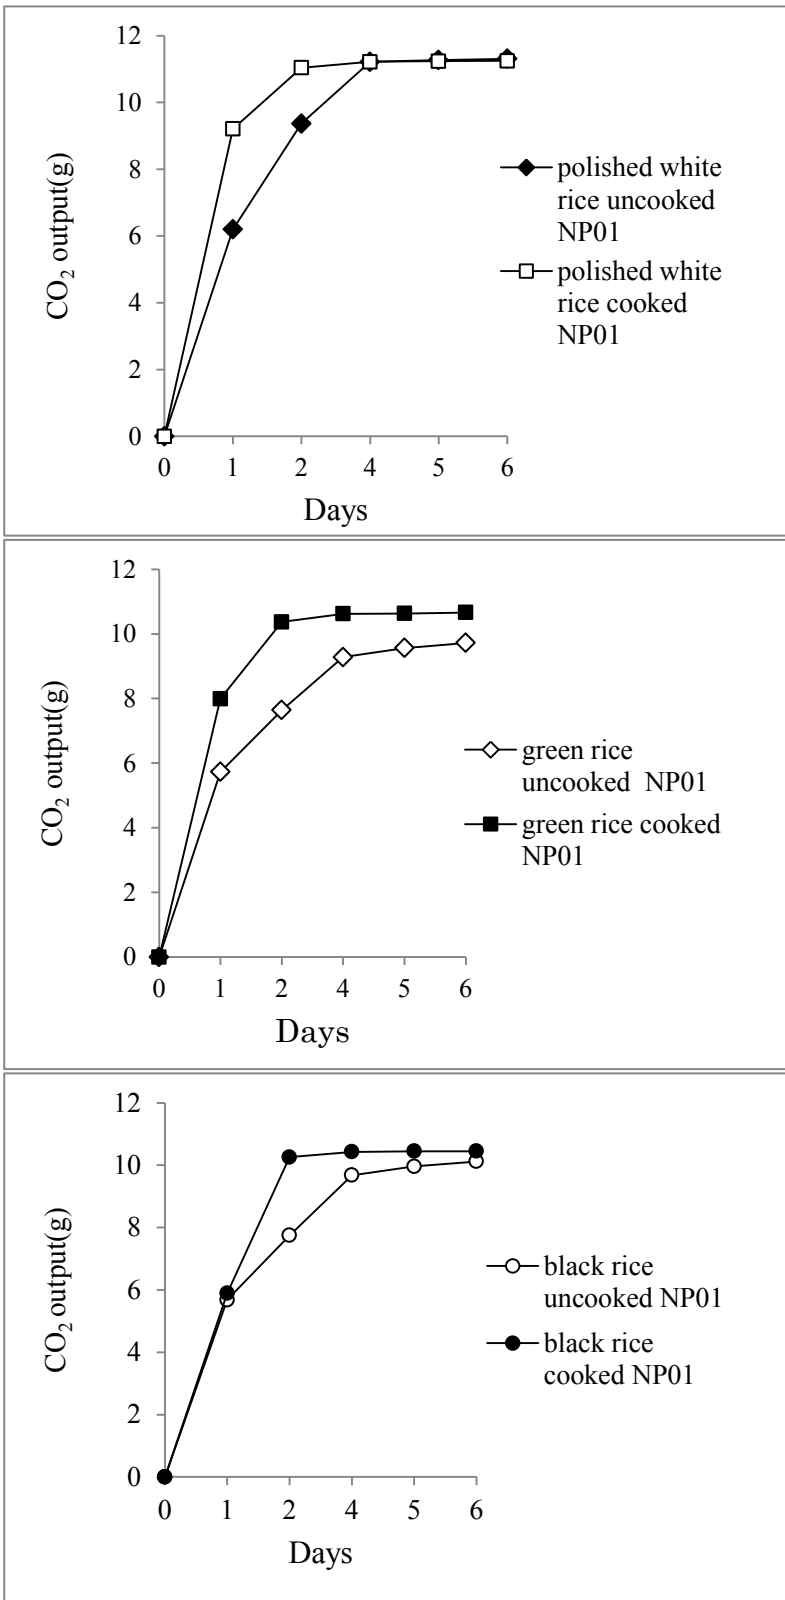 12
10
8
6
4
2
0
CO₂ output(g)
0 1 2 4 5 6
Days
polished white
rice uncooked
NP01
polished white
rice cooked
NP01
12
10
8
6
4
2
0
CO₂ output(g)
0 1 2 4 5 6
Days
green rice
uncooked NP01
green rice cooked
NP01
12
10
8
6
4
2
0
CO₂ output(g)
0 1 2 4 5 6
Days
black rice
uncooked NP01
black rice
cooked NP01